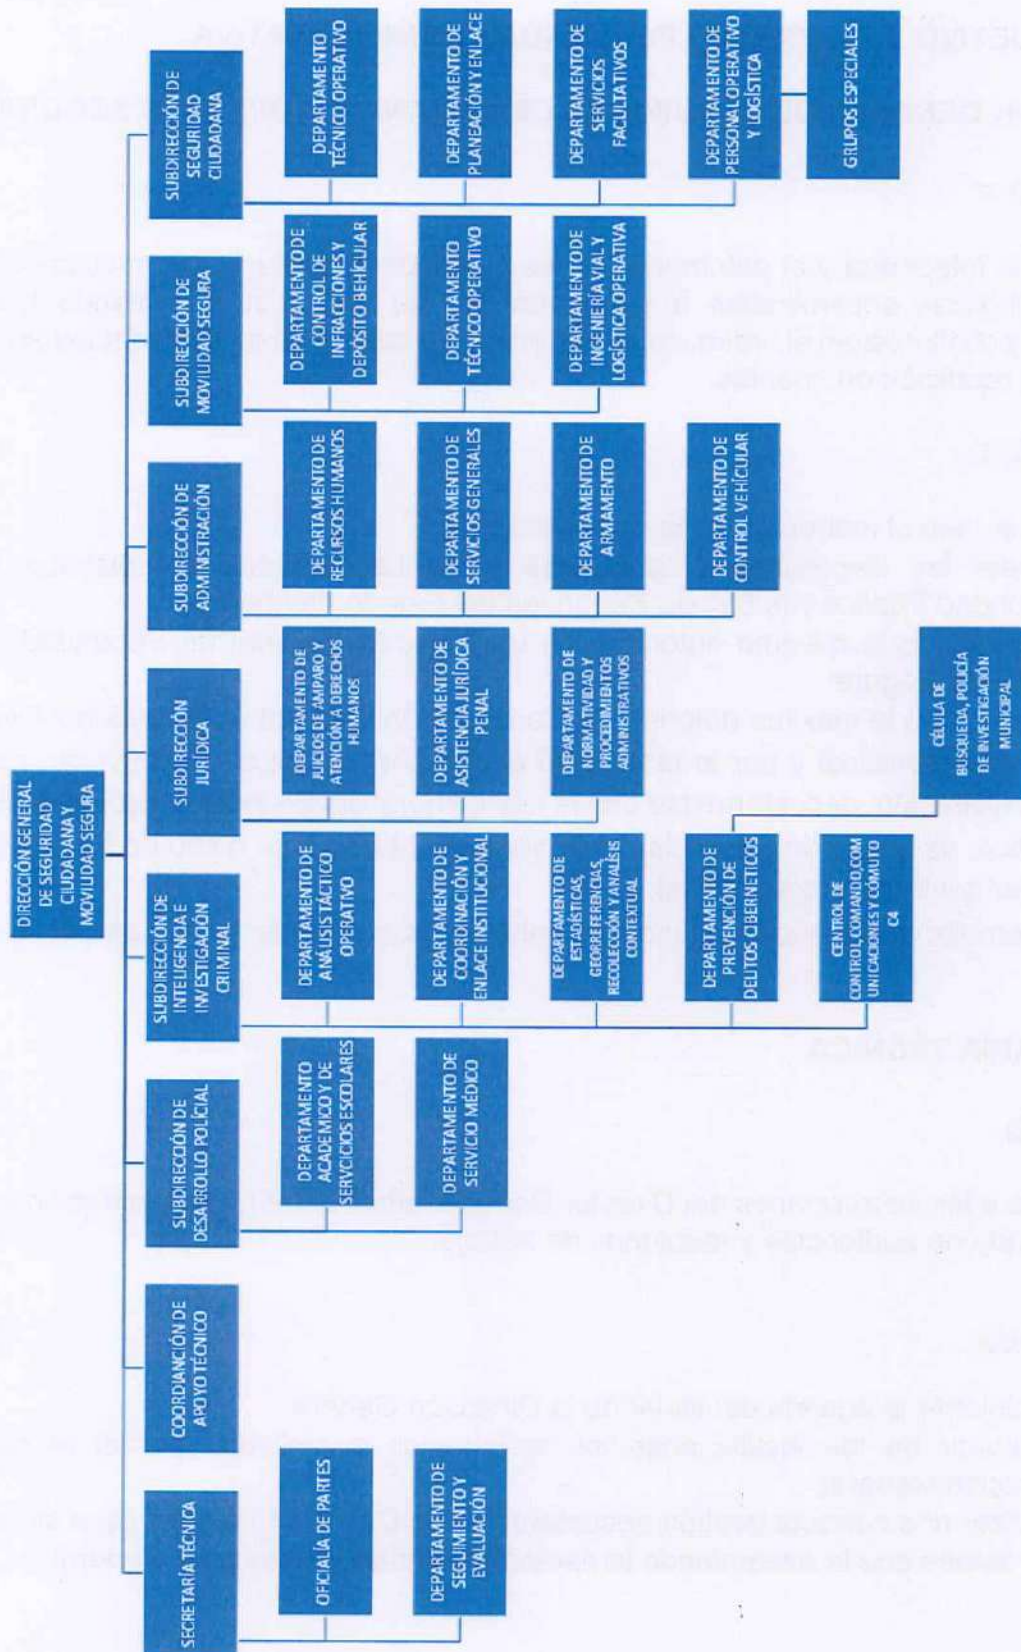 DIRECCIÓN GENERAL
DE SEGURIDAD
CIUDADANA Y
MOVILIDAD SEGURA
SECRETARÍA TÉCNICA
OFICIALÍA DE PARTES
DEPARTAMENTO DE
SEGUIMIENTO Y
EVALUACIÓN
COORDIANCIÓN DE
APOYO TÉCNICO
SUBDIRECCIÓN DE
DESARROLLO POLICIAL
DEPARTAMENTO
ACADEMICO Y DE
SERVCICIOS ESCOLARES
DEPARTAMENTO DE
SERVICIO MÉDICO
SUBDIRECCIÓN DE
INTELIGENCIA E
INVESTIGACIÓN
CRIMINAL
DEPARTAMENTO DE
ANÁLISIS TÁCTICO
OPERATIVO
DEPARTAMENTO DE
COORDINACIÓN Y
ENLACE INSTITUCIONAL
DEPARTAMENTO DE
ESTADÍSTICAS,
GEORREFERENCIAS,
RECOLECCIÓN Y ANÁLISIS
CONTEXTUAL
DEPARTAMENTO DE
PREVENCIÓN DE
DELITOS CIBERNETICOS
CENTROL DE
CONTROL,COMANDO,COM
UNICACIONES Y CÓMPUTO
C4
CÉLULA DE
BUSQUEDA, POLICÍA
DE INVESTIGACIÓN
MUNICIPAL
SUBDIRECCIÓN
JURÍDICA
DEPARTAMENTO DE
JUICIOS DE AMPARO Y
ATENCIÓN A DERECHOS
HUMANOS
DEPARTAMENTO DE
ASISTENCIA JURÍDICA
PENAL
DEPARTAMENTO DE
NORMATIVIDAD Y
PROCEDIMIENTOS
ADMINISTRATIVOS
SUBDIRECCIÓN DE
ADMINISTRACIÓN
DEPARTAMENTO DE
RECURSOS HUMANOS
DEPARTAMENTO DE
SERVICIOS GENERALES
DEPARTAMENTO DE
ARMAMENTO
DEPARTAMENTO DE
CONTROL VEHÍCULAR
SUBDIRECCIÓN DE
MOVILIDAD SEGURA
DEPARTAMENTO DE
CONTROL DE
INFRACCIONES Y
DEPÓSITO BEHÍCULAR
DEPARTAMENTO
TÉCNICO OPERATIVO
DEPARTAMENTO DE
INGENIERÍA VIAL Y
LOGÍSTICA OPERATIVA
SUBDIRECCIÓN DE
SEGURIDAD
CIUDADANA
DEPARTAMENTO
TÉCNICO OPERATIVO
DEPARTAMENTO DE
PLANEACIÓN Y ENLACE
DEPARTAMENTO DE
SERVICIOS
FACULTATIVOS
DEPARTAMENTO DE
PERSONAL OPERATIVO
Y LOGÍSTICA
GRUPOS ESPECIALES